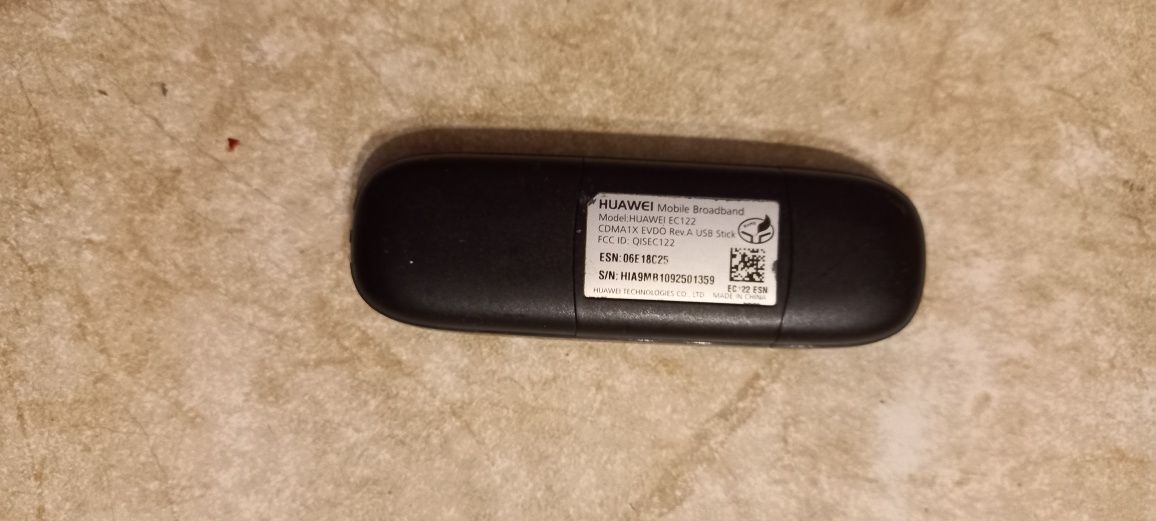 HUAWEI Mobile Broadband
Model:HUAWEI EC122
CDMA1X EVDO Rev.A USB Stick
FCC ID: QISEC122
ESN: 06E18C25
S/N: HIA9MB1092501359
EC122 ESN
HUAWEI TECHNOLOGIES CO., LTD. MADE IN CHINA